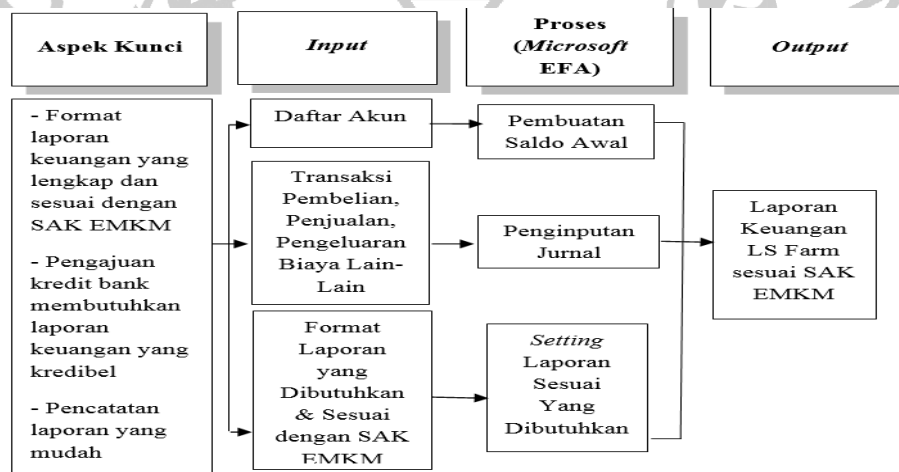 Aspek Kunci
Input
Proses
(Microsoft
EFA)
Output
- Format
laporan
keuangan yang
lengkap dan
sesuai dengan
SAK EMKM
- Pengajuan
kredit bank
membutuhkan
laporan
keuangan yang
kredibel
- Pencatatan
laporan yang
mudah
Daftar Akun
Transaksi
Pembelian,
Penjualan,
Pengeluaran
Biaya Lain-
Lain
Format
Laporan
yang
Dibutuhkan
& Sesuai
dengan SAK
EMKM
Pembuatan
Saldo Awal
Penginputan
Jurnal
Setting
Laporan
Sesuai
Yang
Dibutuhkan
Laporan
Keuangan
LS Farm
sesuai SAK
EMKM